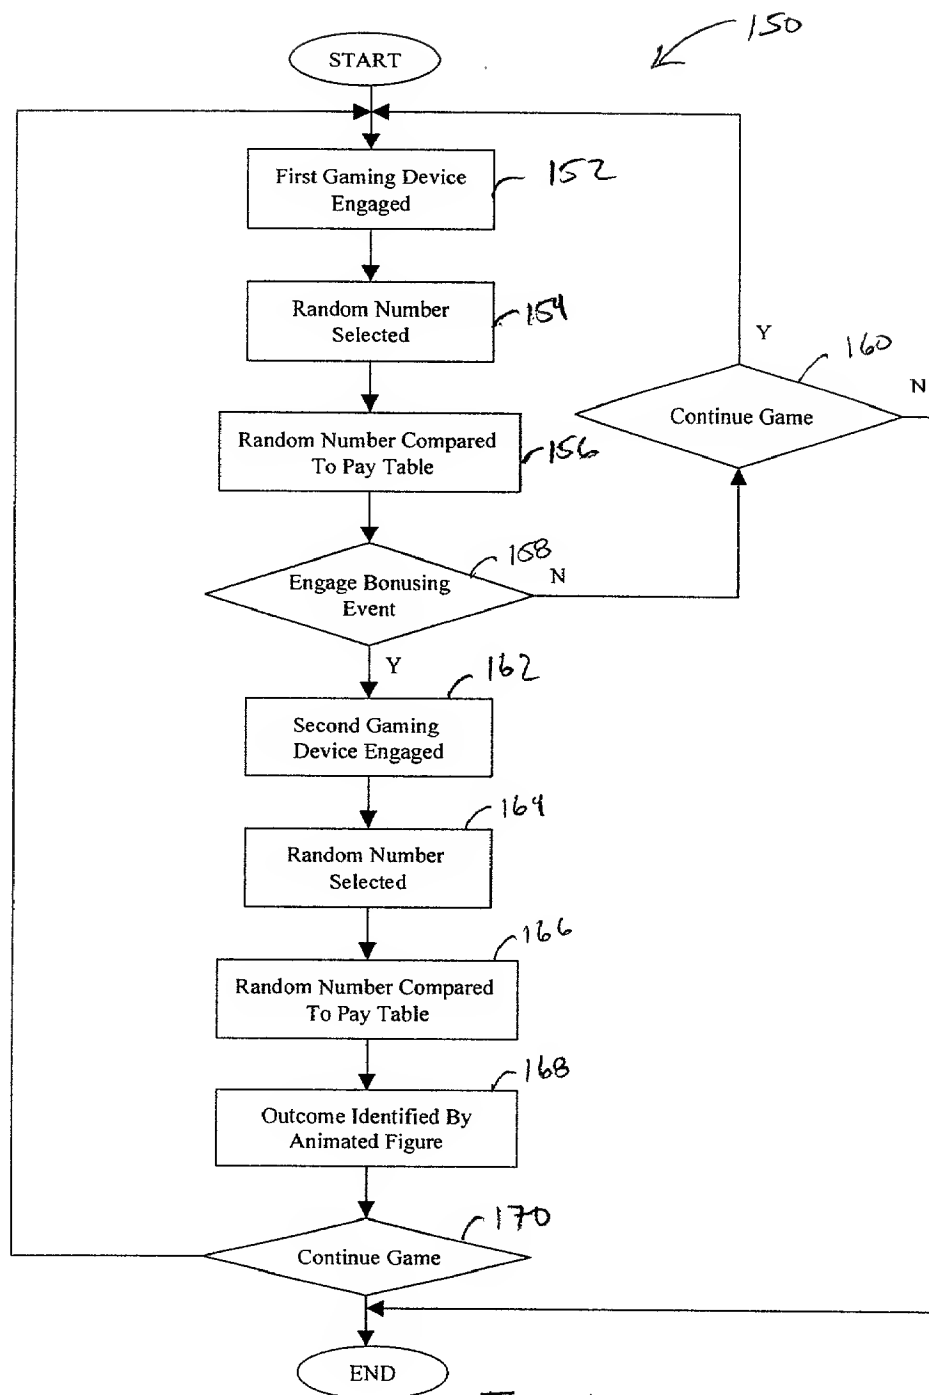 150
START
First Gaming Device
Engaged
152
Random Number
Selected
154
Y
160
N
Continue Game
Random Number Compared
To Pay Table
156
158
Engage Bonusing
Event
N
Y
162
Second Gaming
Device Engaged
164
Random Number
Selected
166
Random Number Compared
To Pay Table
168
Outcome Identified By
Animated Figure
170
Continue Game
END